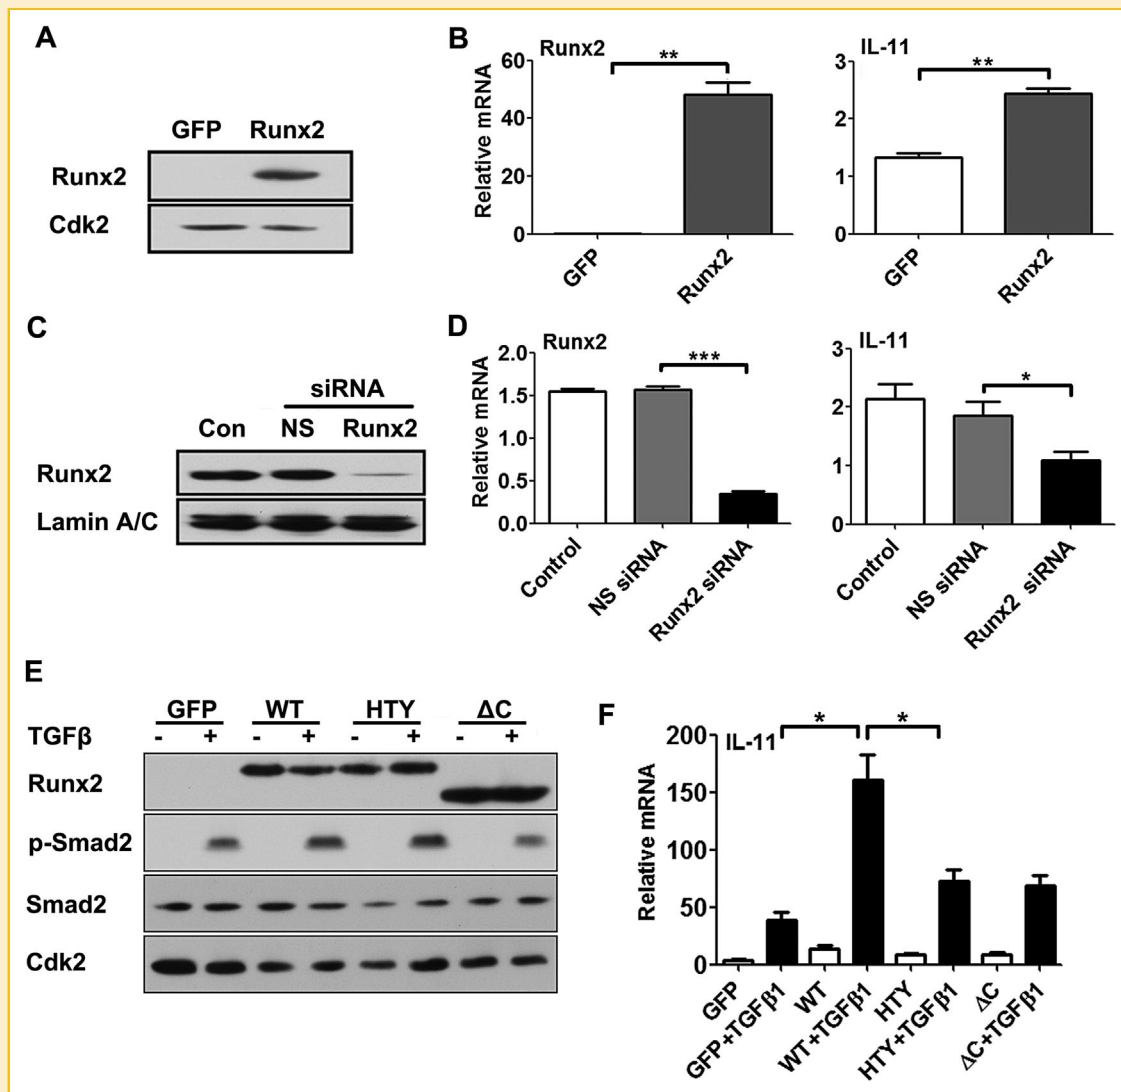 A
GFP Runx2
Runx2
Cdk2
B
Runx2
**
Relative mRNA
60
40
20
0
GFP
Runx2
IL-11
**
3
2
1
0
GFP
Runx2
C
siRNA
Con NS Runx2
Runx2
Lamin A/C
D
Runx2
***
Relative mRNA
2.0
1.5
1.0
0.5
0.0
Control
NS siRNA
Runx2 siRNA
IL-11
*
3
2
1
0
Control
NS siRNA
Runx2 siRNA
E
GFP WT HTY ΔC
TGFβ - + - + - + - +
Runx2
p-Smad2
Smad2
Cdk2
F
IL-11
* *
Relative mRNA
200
150
100
50
0
GFP
GFP+TGFβ1
WT
WT+TGFβ1
HTY
HTY+TGFβ1
ΔC
ΔC+TGFβ1